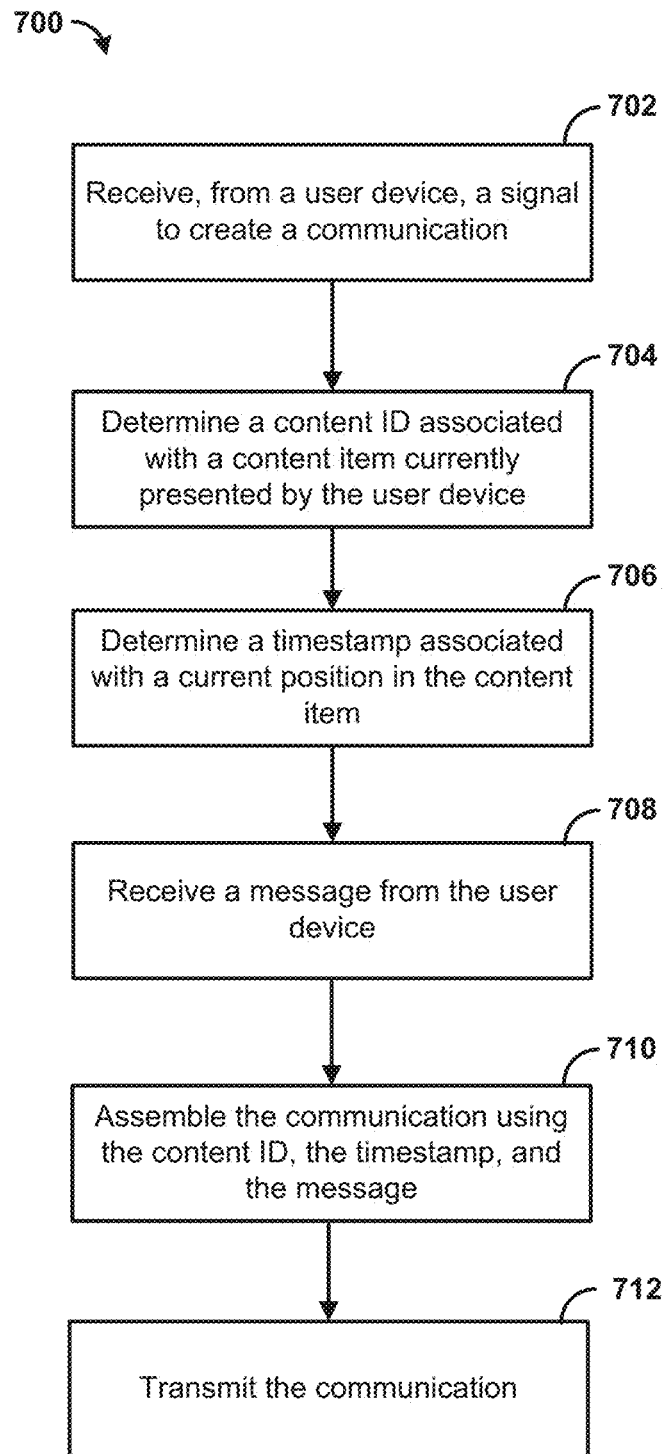 700
702
Receive, from a user device, a signal
to create a communication
704
Determine a content ID associated
with a content item currently
presented by the user device
706
Determine a timestamp associated
with a current position in the content
item
708
Receive a message from the user
device
710
Assemble the communication using
the content ID, the timestamp, and
the message
712
Transmit the communication